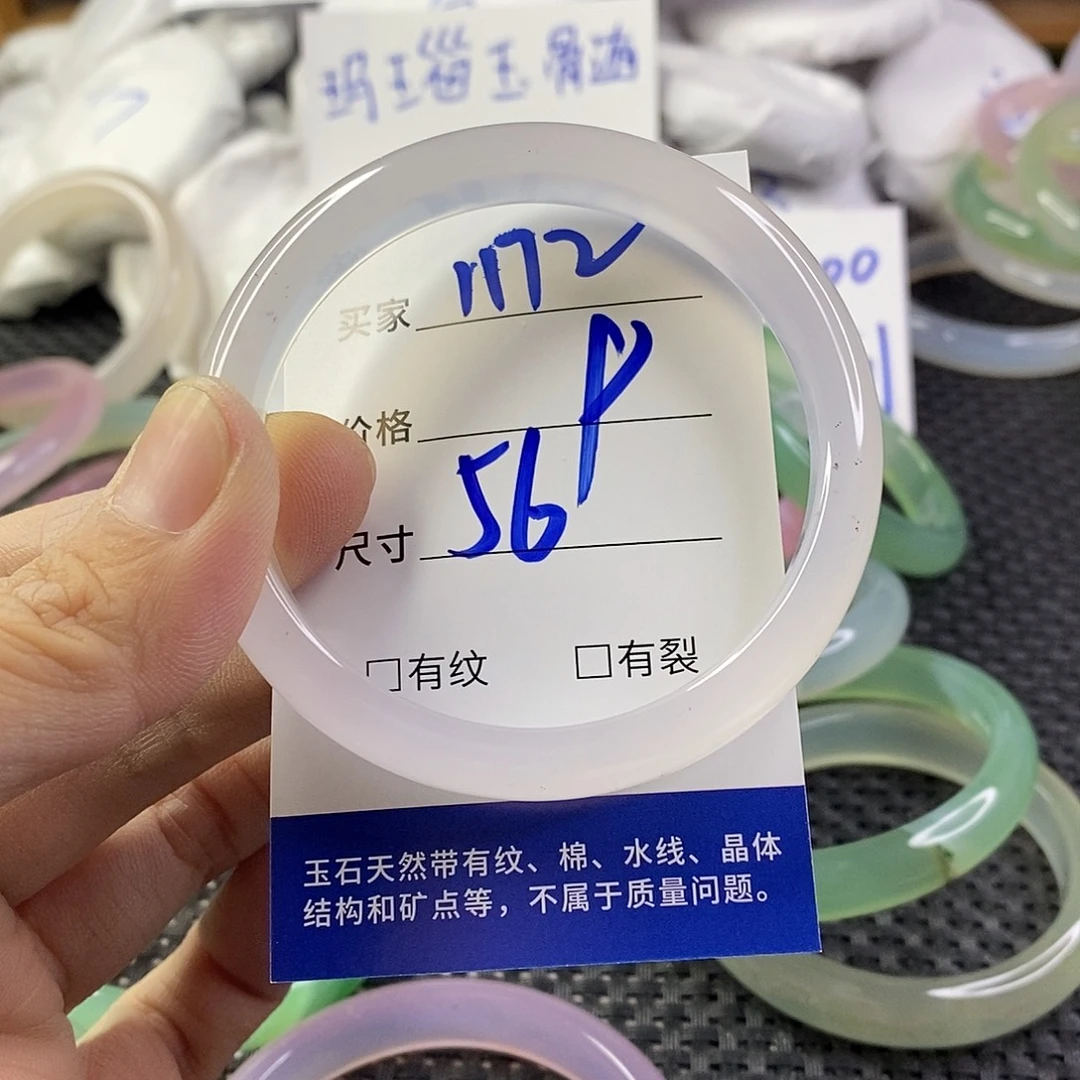 玛瑙玉髓
00
买家 1172
价格 P
尺寸 56
□有纹 □有裂
玉石天然带有纹、棉、水线、晶体
结构和矿点等，不属于质量问题。